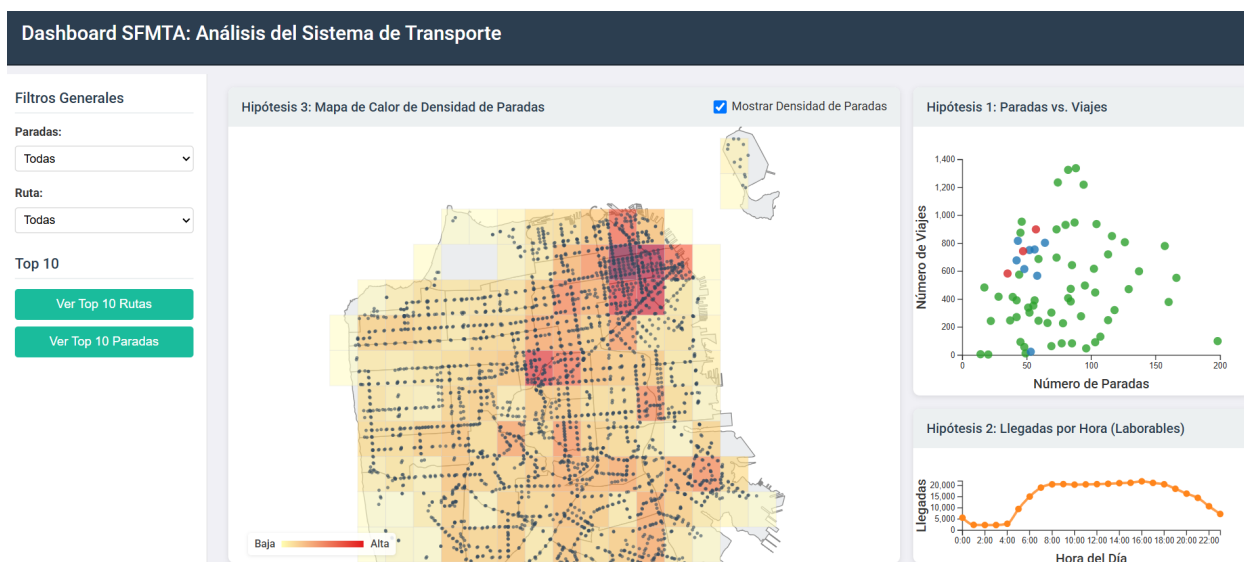 Dashboard SFMTA: Análisis del Sistema de Transporte
Filtros Generales
Paradas:
Todas
Ruta:
Todas
Top 10
Ver Top 10 Rutas
Ver Top 10 Paradas
Hipótesis 3: Mapa de Calor de Densidad de Paradas
Mostrar Densidad de Paradas
Baja
Alta
Hipótesis 1: Paradas vs. Viajes
Número de Viajes
1,400
1,200
1,000
800
600
400
200
0
0 50 100 150 200
Número de Paradas
Hipótesis 2: Llegadas por Hora (Laborables)
Llegadas
20,000
15,000
10,000
5,000
0
0:00 2:00 4:00 6:00 8:00 10:00 12:00 14:00 16:00 18:00 20:00 22:00
Hora del Día